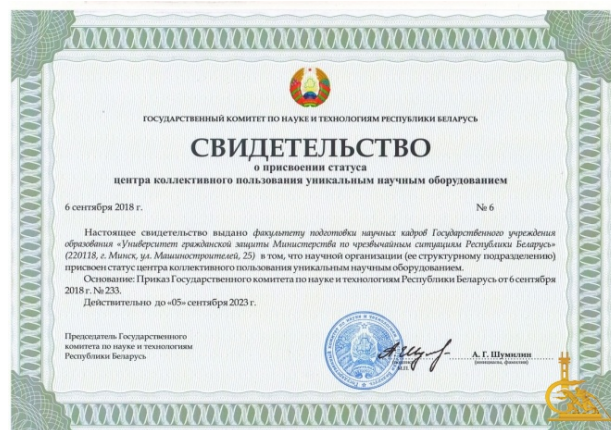 ГОСУДАРСТВЕННЫЙ КОМИТЕТ ПО НАУКЕ И ТЕХНОЛОГИЯМ РЕСПУБЛИКИ БЕЛАРУСЬ
СВИДЕТЕЛЬСТВО
о присвоении статуса
центра коллективного пользования уникальным научным оборудованием
6 сентября 2018 г. № 6
Настоящее свидетельство выдано факультету подготовки научных кадров Государственного учреждения
образования «Университет гражданской защиты Министерства по чрезвычайным ситуациям Республики Беларусь»
(220118, г. Минск, ул. Машиностроителей, 25) в том, что научной организации (ее структурному подразделению)
присвоен статус центра коллективного пользования уникальным научным оборудованием.
Основание: Приказ Государственного комитета по науке и технологиям Республики Беларусь от 6 сентября
2018 г. № 233.
Действительно до «05» сентября 2023 г.
Председатель Государственного
комитета по науке и технологиям
Республики Беларусь
А. Г. Шумилин
(инициалы, фамилия)
М.П.